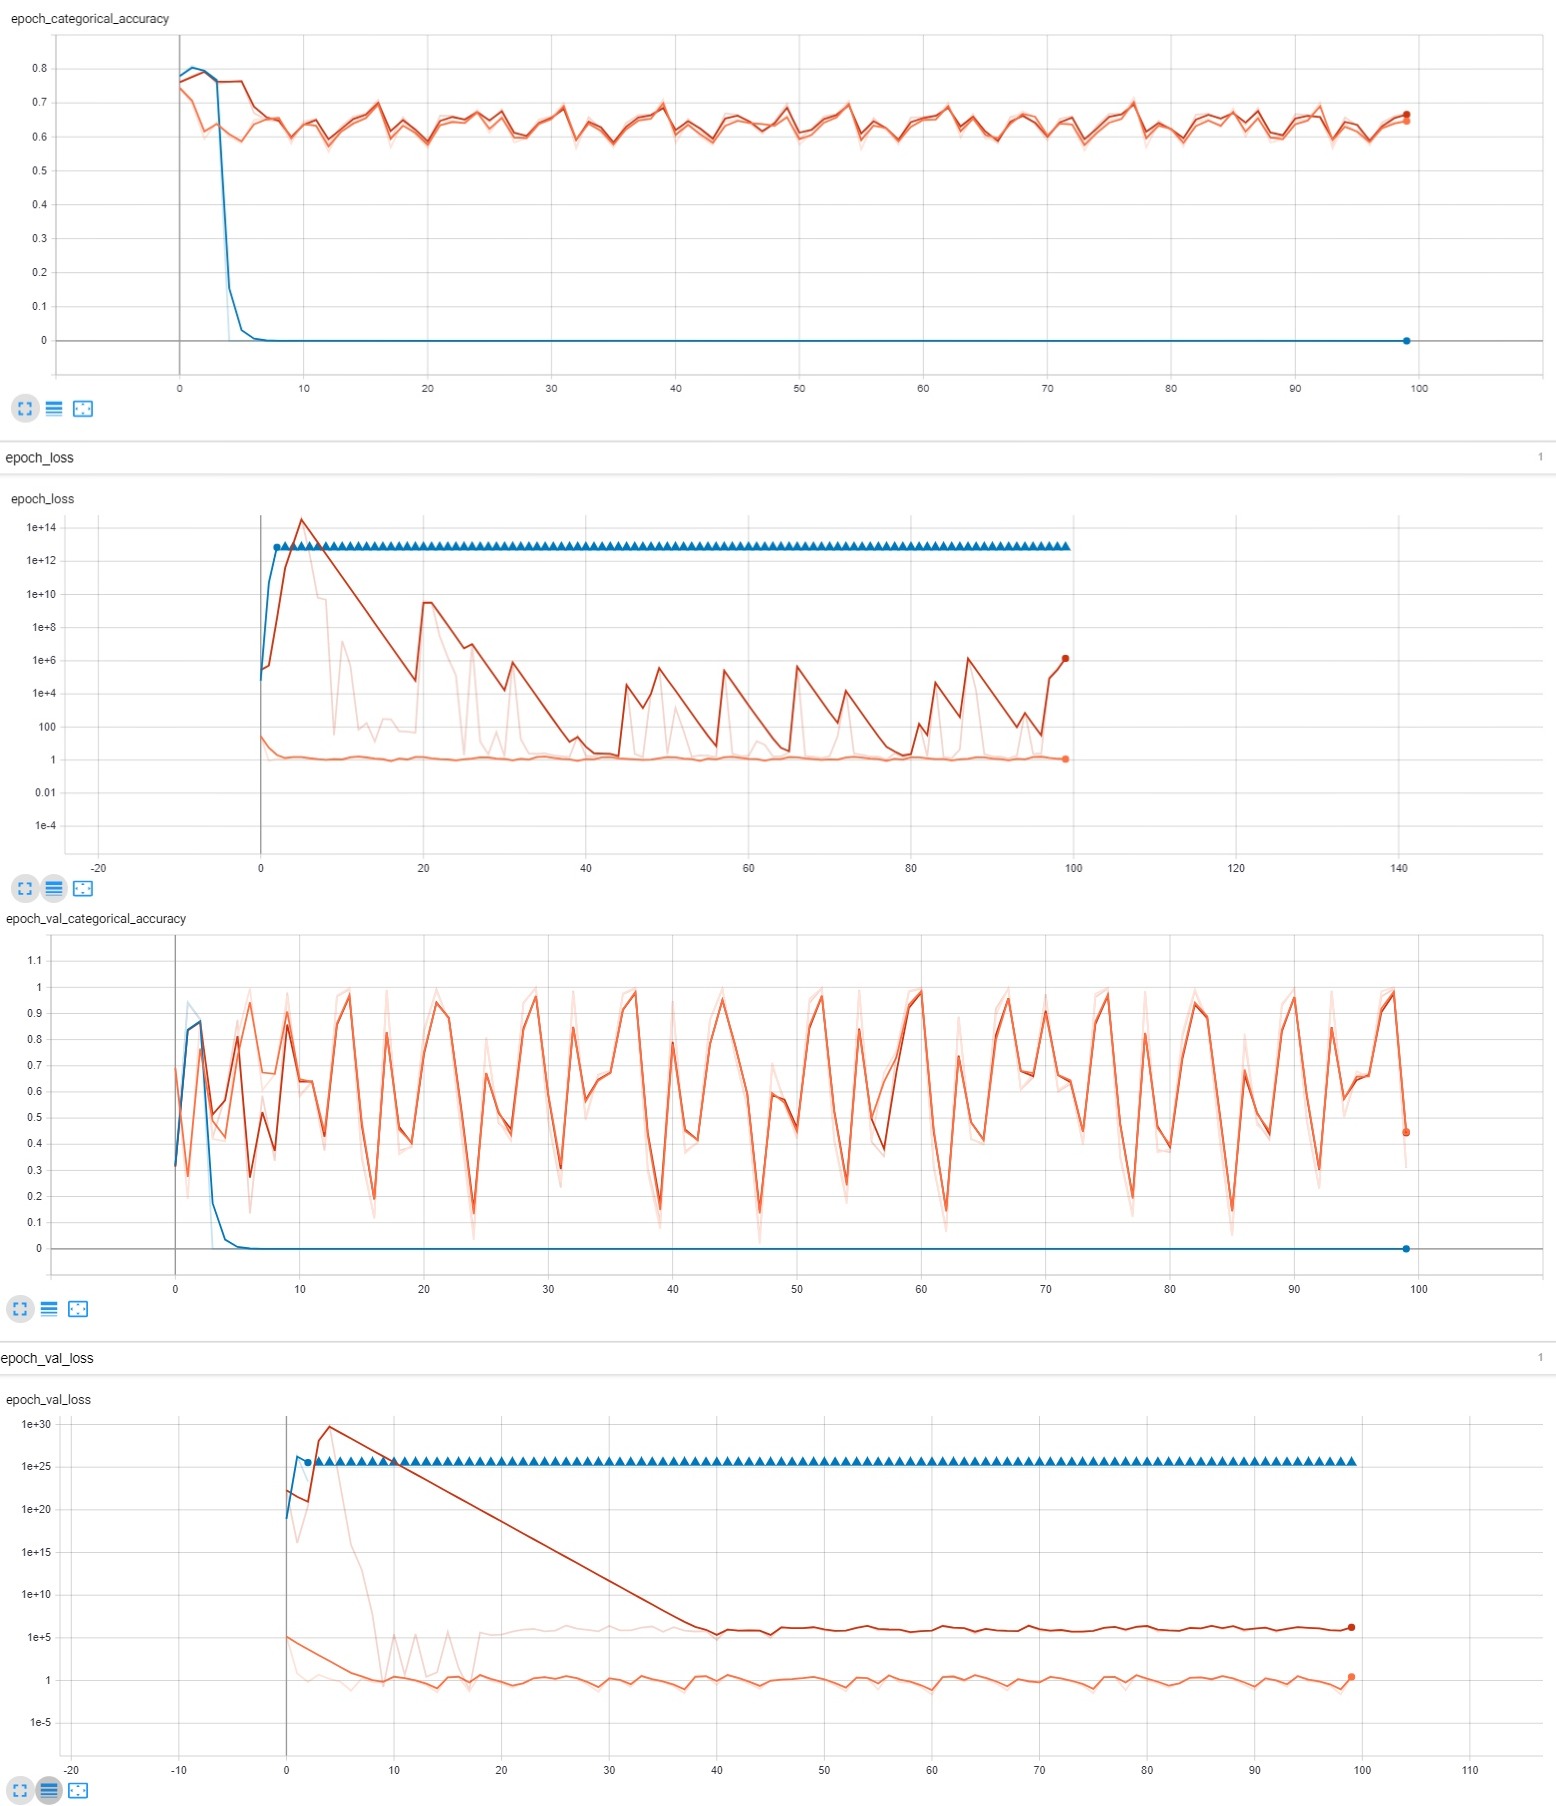 epoch_categorical_accuracy
0.8
0.7
0.6
0.5
0.4
0.3
0.2
0.1
0
0 10 20 30 40 50 60 70 80 90 100
epoch_loss 1
epoch_loss
1e+14
1e+12
1e+10
1e+8
1e+6
1e+4
100
1
0.01
1e-4
-20 0 20 40 60 80 100 120 140
epoch_val_categorical_accuracy
1.1
1
0.9
0.8
0.7
0.6
0.5
0.4
0.3
0.2
0.1
0
0 10 20 30 40 50 60 70 80 90 100
epoch_val_loss 1
epoch_val_loss
1e+30
1e+25
1e+20
1e+15
1e+10
1e+5
1
1e-5
-20 -10 0 10 20 30 40 50 60 70 80 90 100 110